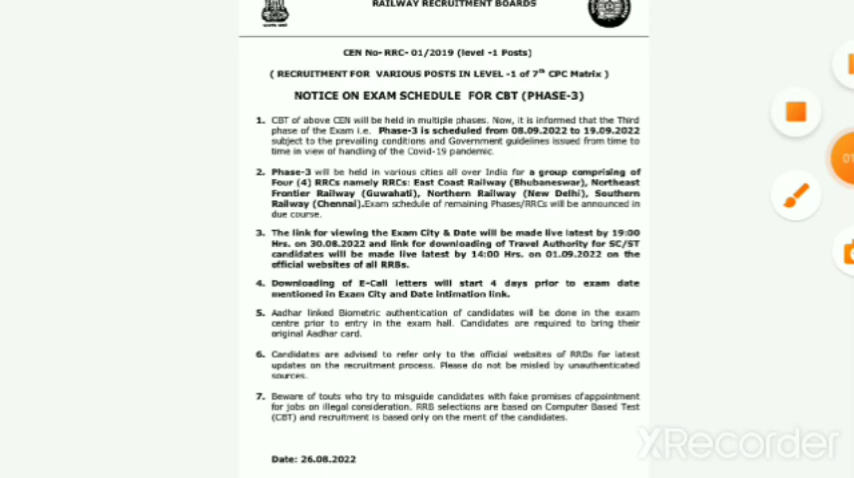 RAILWAY RECRUITMENT BOARDS
CEN No- RRC- 01/2019 (level -1 Posts)
( RECRUITMENT FOR VARIOUS POSTS IN LEVEL -1 of 7th CPC Matrix )
NOTICE ON EXAM SCHEDULE FOR CBT (PHASE-3)
1. CBT of above CEN will be held in multiple phases. Now, it is informed that the Third
phase of the Exam i.e. Phase-3 is scheduled from 08.09.2022 to 19.09.2022
subject to the prevailing conditions and Government guidelines issued from time to
time in view of handling of the Covid-19 pandemic.
2. Phase-3 will be held in various cities all over India for a group comprising of
Four (4) RRCs namely RRCs: East Coast Railway (Bhubaneswar), Northeast
Frontier Railway (Guwahati), Northern Railway (New Delhi), Southern
Railway (Chennai).Exam schedule of remaining Phases/RRCs will be announced in
due course.
3. The link for viewing the Exam City & Date will be made live latest by 19:00
Hrs. on 30.08.2022 and link for downloading of Travel Authority for SC/ST
candidates will be made live latest by 14:00 Hrs. on 01.09.2022 on the
official websites of all RRBs.
4. Downloading of E-Call letters will start 4 days prior to exam date
mentioned in Exam City and Date intimation link.
5. Aadhar linked Biometric authentication of candidates will be done in the exam
centre prior to entry in the exam hall. Candidates are required to bring their
original Aadhar card.
6. Candidates are advised to refer only to the official websites of RRBs for latest
updates on the recruitment process. Please do not be misled by unauthenticated
sources.
7. Beware of touts who try to misguide candidates with fake promises of appointment
for jobs on illegal consideration. RRB selections are based on Computer Based Test
(CBT) and recruitment is based only on the merit of the candidates.
Date: 26.08.2022
XRecorder